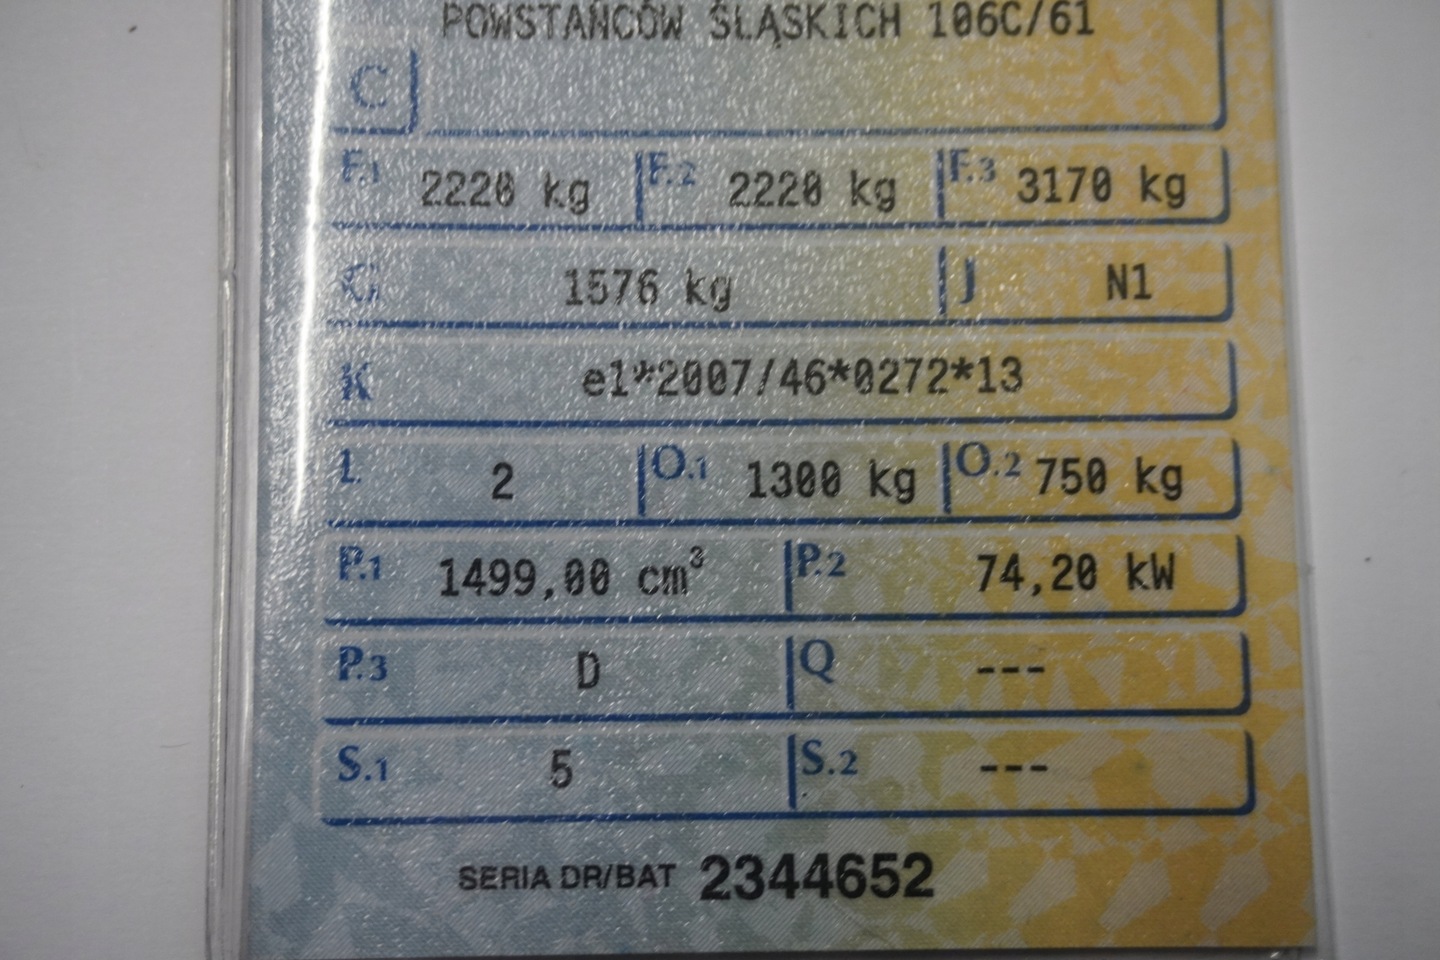 POWSTAŃCÓW ŚLĄSKICH 106C/61
C
F.1 2220 kg F.2 2220 kg F.3 3170 kg
G 1576 kg J N1
K e1*2007/46*0272*13
L 2 O.1 1300 kg O.2 750 kg
P.1 1499,00 cm³ P.2 74,20 kW
P.3 D Q ---
S.1 5 S.2 ---
SERIA DR/BAT 2344652